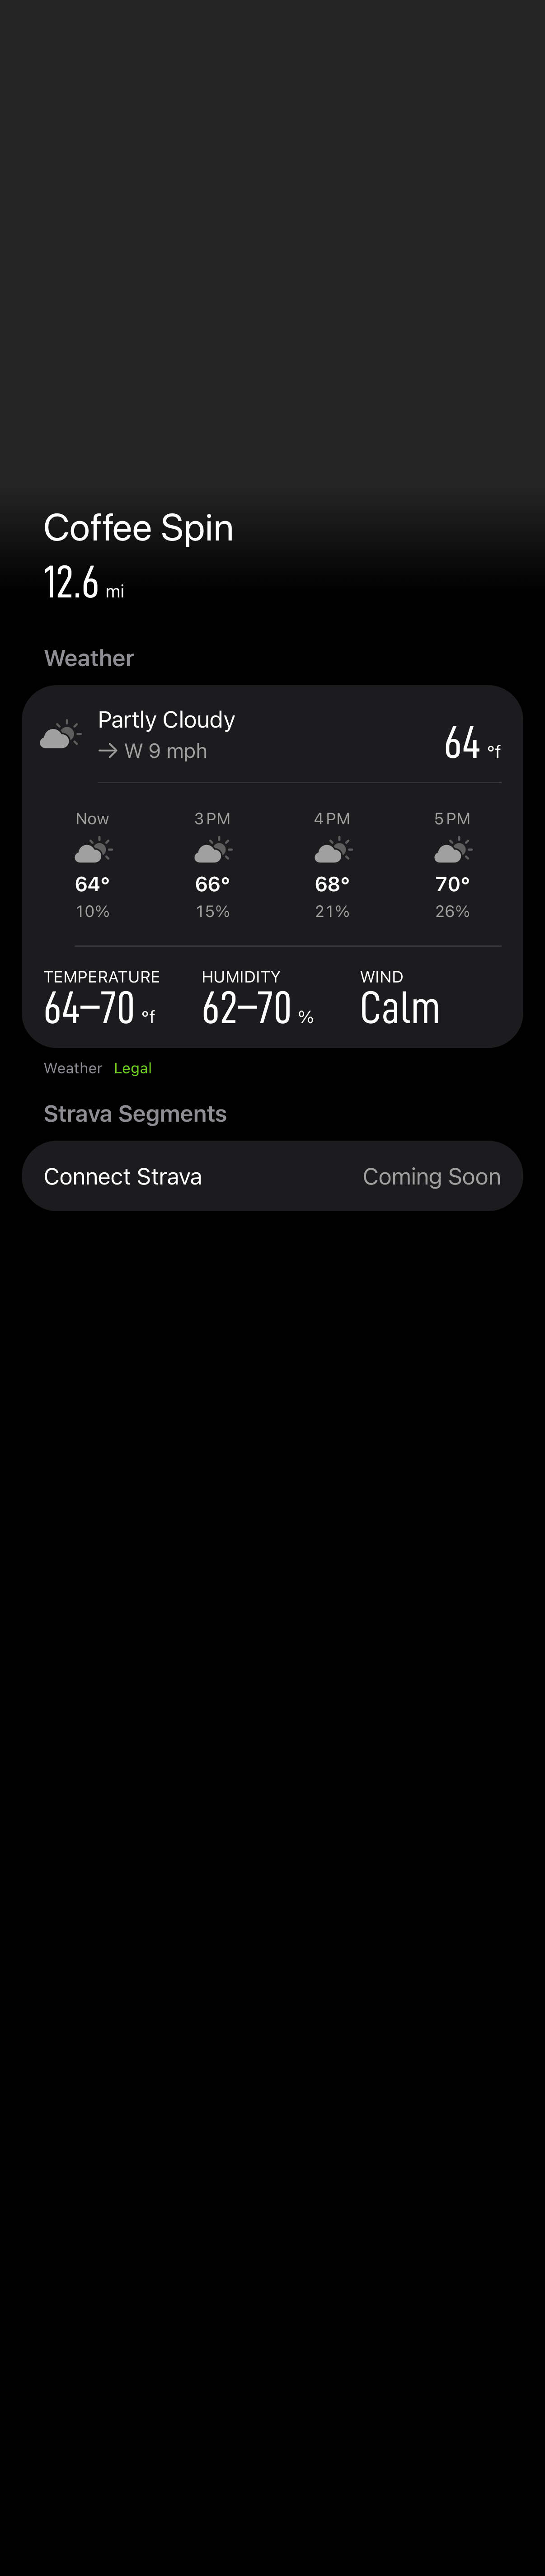 Coffee Spin
12.6 mi
Weather
Partly Cloudy
→ W 9 mph
64 °f
Now 3 PM 4 PM 5 PM
64° 66° 68° 70°
10% 15% 21% 26%
TEMPERATURE HUMIDITY WIND
64–70 °f 62–70 % Calm
Weather Legal
Strava Segments
Connect Strava Coming Soon